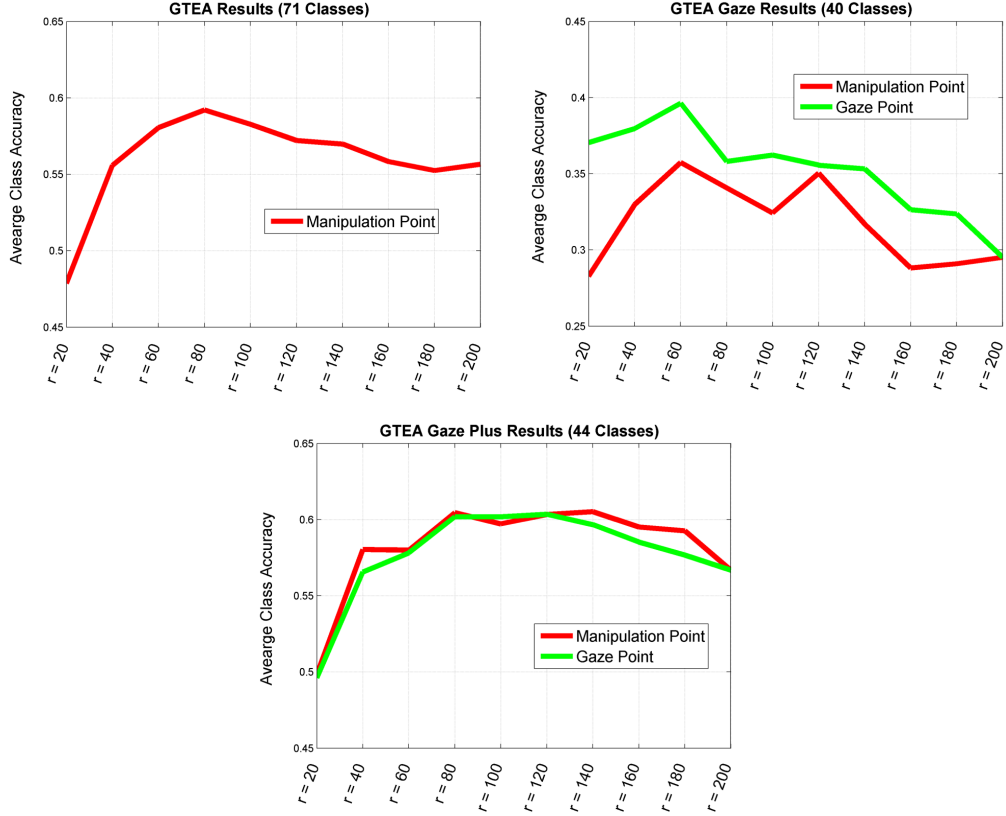 GTEA Results (71 Classes)
Avearge Class Accuracy
0.65
0.6
0.55
0.5
0.45
Manipulation Point
r = 20
r = 40
r = 60
r = 80
r = 100
r = 120
r = 140
r = 160
r = 180
r = 200
GTEA Gaze Results (40 Classes)
Avearge Class Accuracy
0.45
0.4
0.35
0.3
0.25
Manipulation Point
Gaze Point
r = 20
r = 40
r = 60
r = 80
r = 100
r = 120
r = 140
r = 160
r = 180
r = 200
GTEA Gaze Plus Results (44 Classes)
Avearge Class Accuracy
0.65
0.6
0.55
0.5
0.45
Manipulation Point
Gaze Point
r = 20
r = 40
r = 60
r = 80
r = 100
r = 120
r = 140
r = 160
r = 180
r = 200